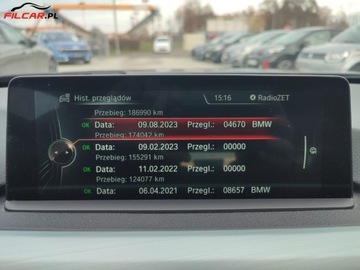 FILCAR.PL
Hist. przeglądów 15:16 RadioZET
Przebieg: 186990 km
OK Data: 09.08.2023 Przegl.: 04670 BMW
Przebieg: 174042 km
OK Data: 09.02.2023 Przegl.: 00000
Przebieg: 155291 km
OK Data: 11.02.2022 Przegl.: 00000
Przebieg: 124077 km
OK Data: 06.04.2021 Przegl.: 08657 BMW